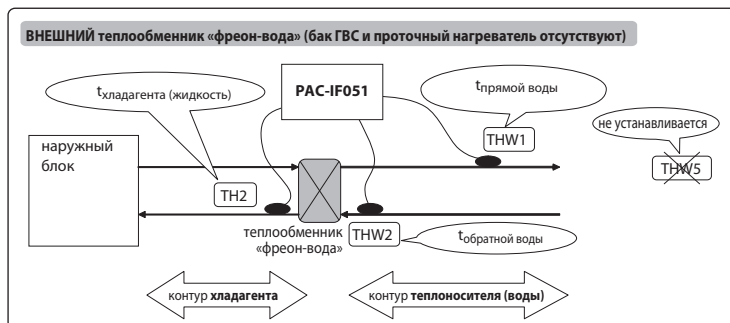 ВНЕШНИЙ теплообменник «фреон-вода» (бак ГВС и проточный нагреватель отсутствуют)
tхладагента (жидкость)
PAC-IF051
tпрямой воды
THW1
не устанавливается
THW5
наружный
блок
TH2
теплообменник
«фреон-вода»
THW2
tобратной воды
контур хладагента
контур теплоносителя (воды)